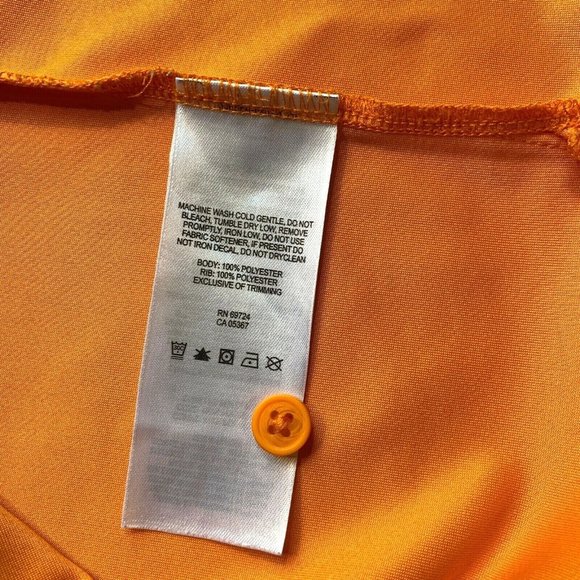 MACHINE WASH COLD GENTLE, DO NOT
BLEACH, TUMBLE DRY LOW, REMOVE
PROMPTLY, IRON LOW, DO NOT USE
FABRIC SOFTENER, IF PRESENT DO
NOT IRON DECAL, DO NOT DRYCLEAN
BODY: 100% POLYESTER
RIB: 100% POLYESTER
EXCLUSIVE OF TRIMMING
RN 69724
CA 05367